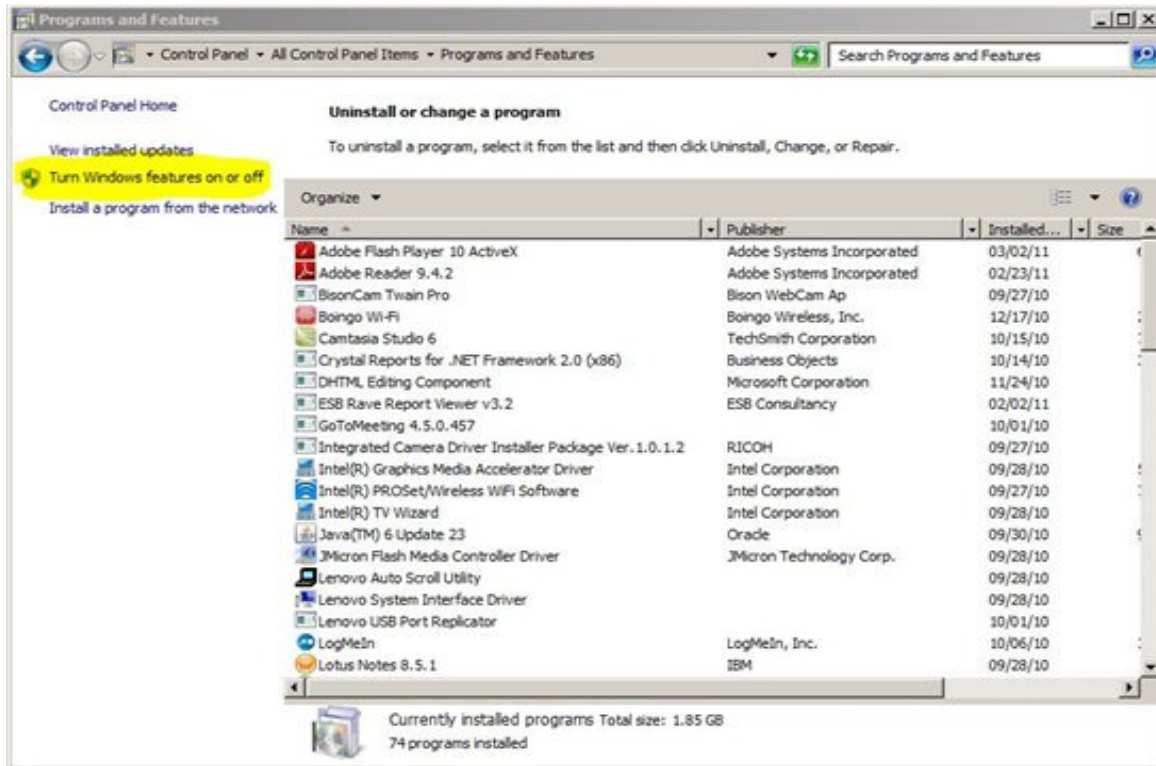 Programs and Features
Control Panel All Control Panel Items Programs and Features Search Programs and Features
Control Panel Home
View installed updates
Turn Windows features on or off
Install a program from the network
Uninstall or change a program
To uninstall a program, select it from the list and then click Uninstall, Change, or Repair.
Organize
Name Publisher Installed... Size
Adobe Flash Player 10 ActiveX Adobe Systems Incorporated 03/02/11
Adobe Reader 9.4.2 Adobe Systems Incorporated 02/23/11
BisonCam Twain Pro Bison WebCam Ap 09/27/10
Boingo Wi-Fi Boingo Wireless, Inc. 12/17/10
Camtasia Studio 6 TechSmith Corporation 10/15/10
Crystal Reports for .NET Framework 2.0 (x86) Business Objects 10/14/10
DHTML Editing Component Microsoft Corporation 11/24/10
ESB Rave Report Viewer v3.2 ESB Consultancy 02/02/11
GoToMeeting 4.5.0.457 10/01/10
Integrated Camera Driver Installer Package Ver.1.0.1.2 RICOH 09/27/10
Intel(R) Graphics Media Accelerator Driver Intel Corporation 09/28/10
Intel(R) PROSet/Wireless WiFi Software Intel Corporation 09/27/10
Intel(R) TV Wizard Intel Corporation 09/28/10
Java(TM) 6 Update 23 Oracle 09/30/10
JMicron Flash Media Controller Driver JMicron Technology Corp. 09/28/10
Lenovo Auto Scroll Utility 09/28/10
Lenovo System Interface Driver 09/28/10
Lenovo USB Port Replicator 10/01/10
LogMeIn LogMeIn, Inc. 10/06/10
Lotus Notes 8.5.1 IBM 09/28/10
Currently installed programs Total size: 1.85 GB
74 programs installed